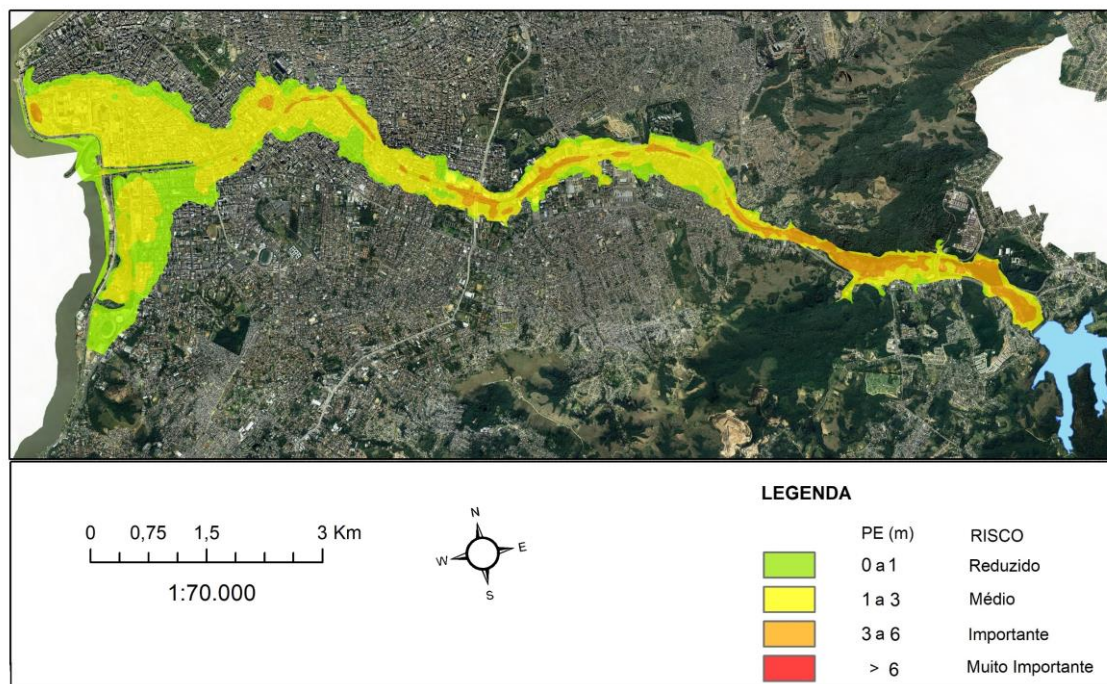 0 0,75 1,5 3 Km
1:70.000
N
W E
S
LEGENDA
PE (m) RISCO
0 a 1 Reduzido
1 a 3 Médio
3 a 6 Importante
> 6 Muito Importante